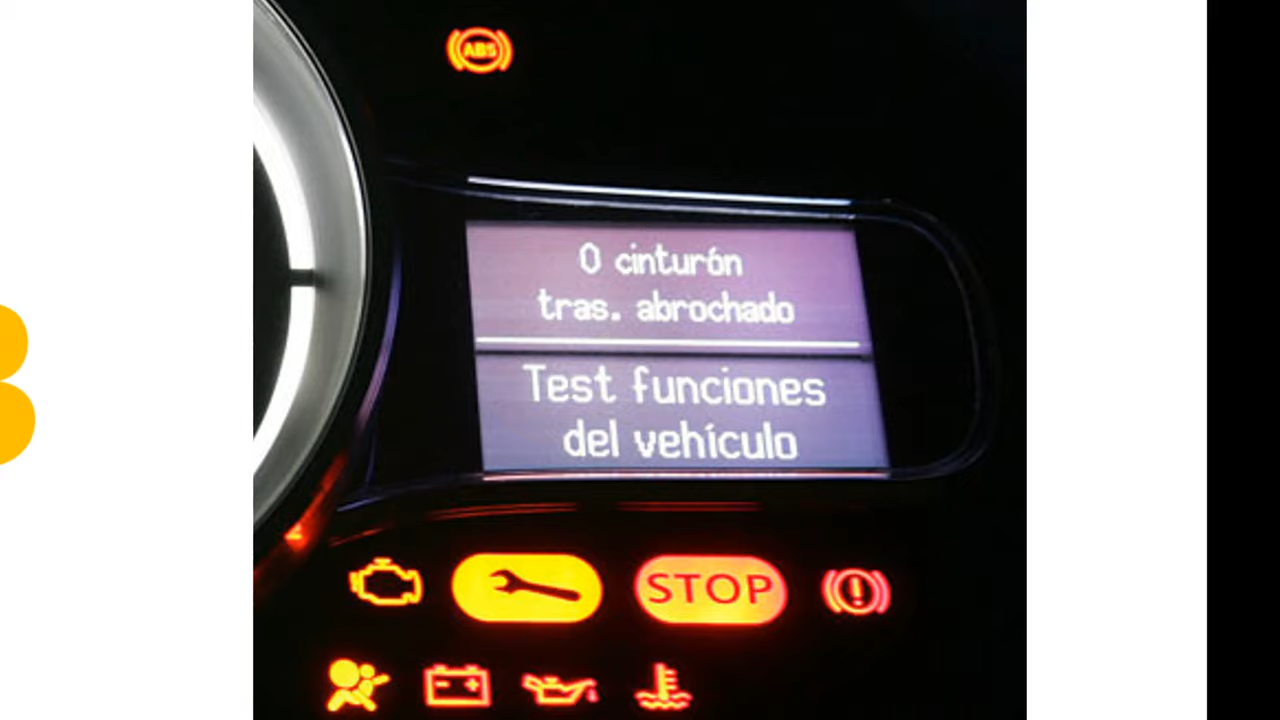 ABS
0 cinturón
tras. abrochado
Test funciones
del vehículo
STOP